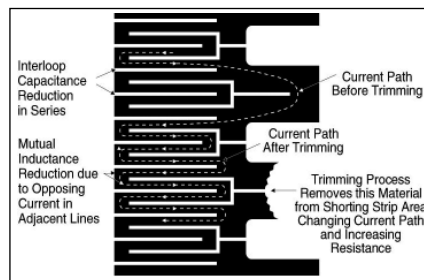 Interloop
Capacitance
Reduction
in Series
Mutual
Inductance
Reduction due
to Opposing
Current in
Adjacent Lines
Current Path
Before Trimming
Current Path
After Trimming
Trimming Process
Removes this Material
from Shorting Strip Area
Changing Current Path
and Increasing
Resistance